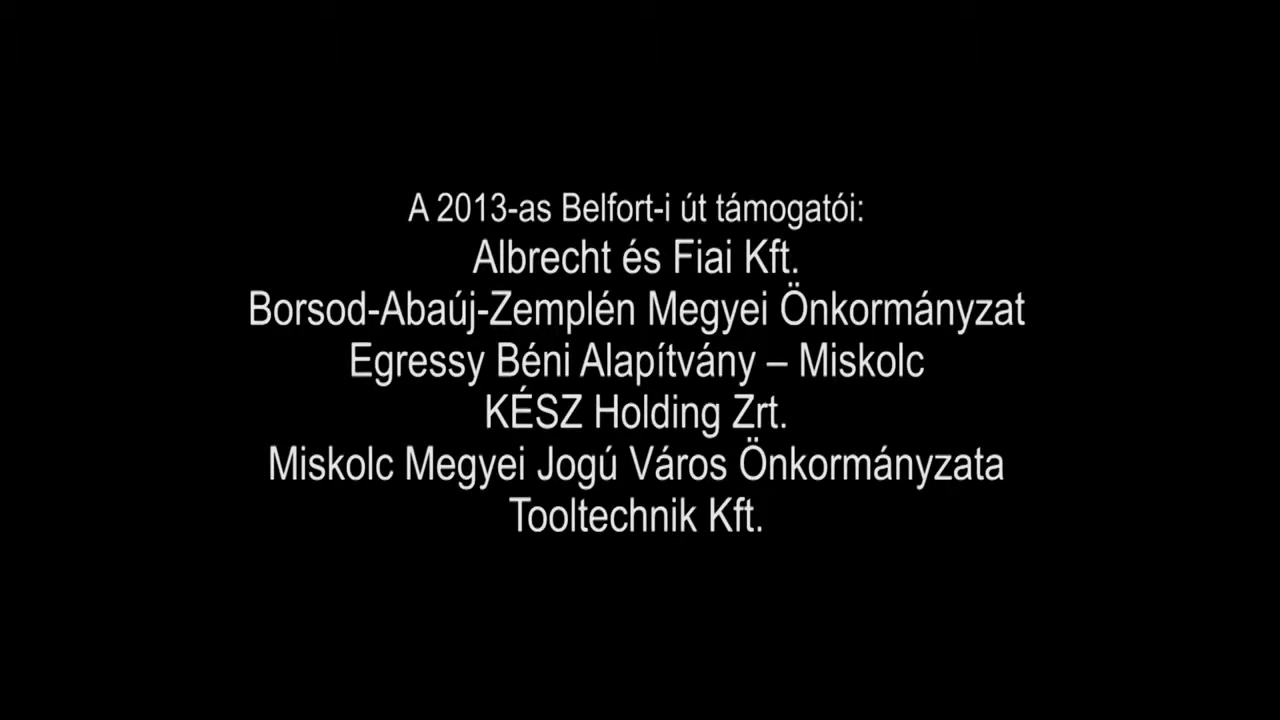 A 2013-as Belfort-i út támogatói:
Albrecht és Fiai Kft.
Borsod-Abaúj-Zemplén Megyei Önkormányzat
Egressy Béni Alapítvány – Miskolc
KÉSZ Holding Zrt.
Miskolc Megyei Jogú Város Önkormányzata
Tooltechnik Kft.